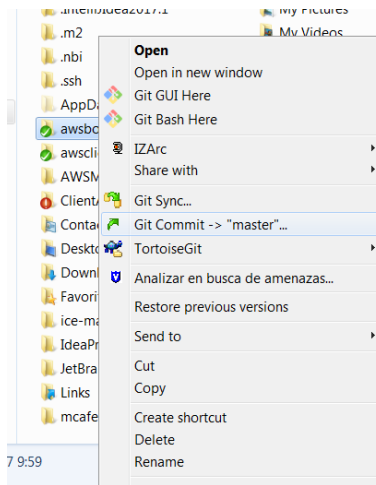 .m2
.nbi
.ssh
My Pictures
My Videos
Open
Open in new window
Git GUI Here
Git Bash Here
IZArc
Share with
Git Sync...
Git Commit -> "master"...
TortoiseGit
Analizar en busca de amenazas...
Restore previous versions
Send to
Cut
Copy
Create shortcut
Delete
Rename
AppDa
awsbo
awsclie
AWSM
Client
Conta
Deskto
Downl
Favori
ice-ma
IdeaPr
JetBra
Links
mcafe
7 9:59